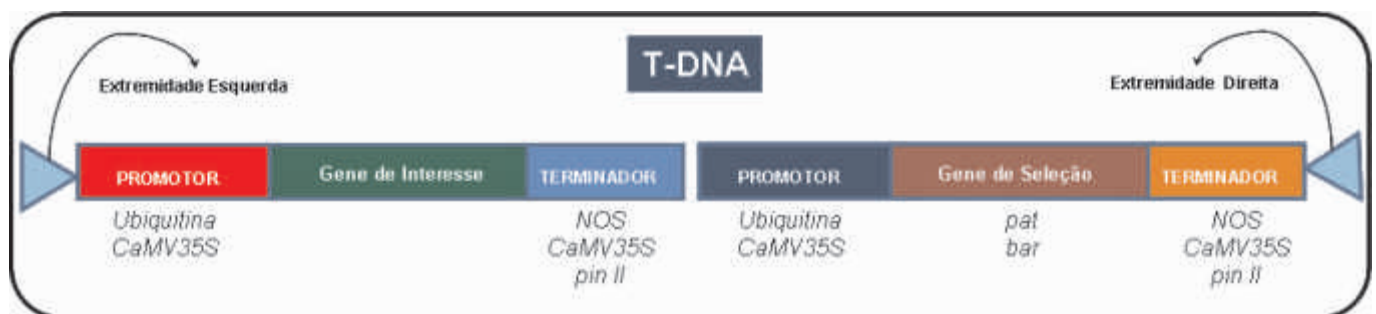 T-DNA
Extremidade Esquerda
Extremidade Direita
PROMOTOR Gene de Interesse TERMINADOR PROMOTOR Gene de Seleção TERMINADOR
Ubiquitina NOS Ubiquitina pat NOS
CaMV35S CaMV35S CaMV35S bar CaMV35S
pin II pin II